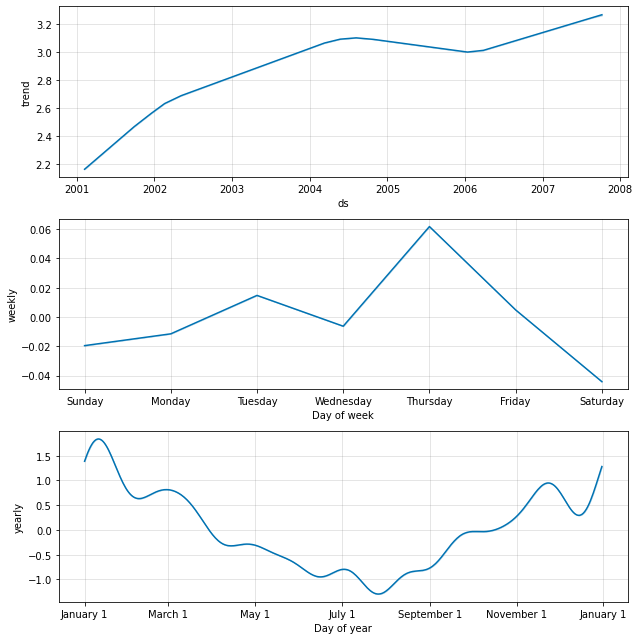 3.2
3.0
2.8
2.6
2.4
2.2
trend
2001 2002 2003 2004 2005 2006 2007 2008
ds
0.06
0.04
0.02
0.00
−0.02
−0.04
weekly
Sunday Monday Tuesday Wednesday Thursday Friday Saturday
Day of week
1.5
1.0
0.5
0.0
−0.5
−1.0
yearly
January 1 March 1 May 1 July 1 September 1 November 1 January 1
Day of year